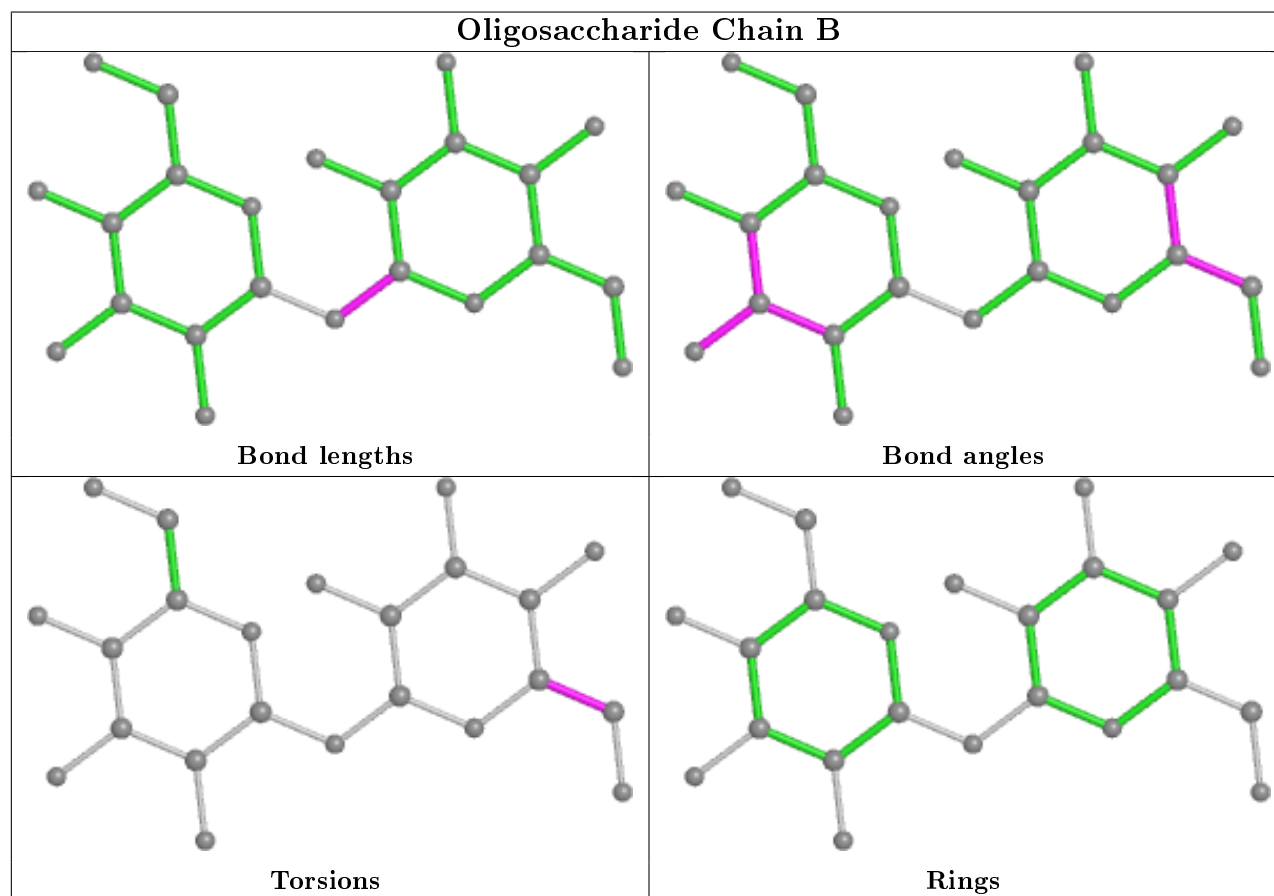 Oligosaccharide Chain B
Bond lengths
Bond angles
Torsions
Rings